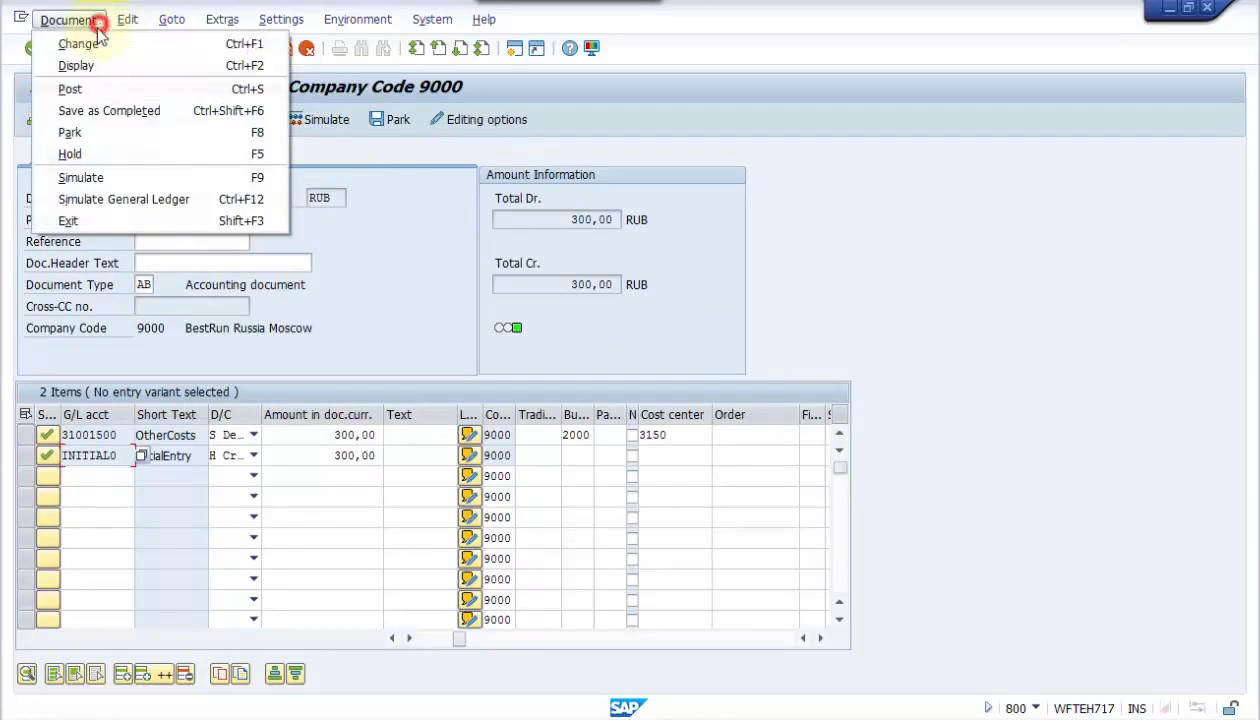 Document Edit Goto Extras Settings Environment System Help
Change Ctrl+F1
Display Ctrl+F2
Post Ctrl+S
Save as Completed Ctrl+Shift+F6
Park F8
Hold F5
Simulate F9
Simulate General Ledger Ctrl+F12
Exit Shift+F3
Company Code 9000
Simulate Park Editing options
RUB
Reference
Doc.Header Text
Document Type AB Accounting document
Cross-CC no.
Company Code 9000 BestRun Russia Moscow
Amount Information
Total Dr.
300,00 RUB
Total Cr.
300,00 RUB
2 Items ( No entry variant selected )
S... G/L acct Short Text D/C Amount in doc.curr. Text L... Co... Tradi... Bu... Pa... N Cost center Order Fi...
31001500 OtherCosts S De... 300,00 9000 2000 3150
INITIAL0 cialEntry H Cr... 300,00 9000
9000
9000
9000
9000
9000
9000
9000
9000
SAP 800 WFTEH717 INS